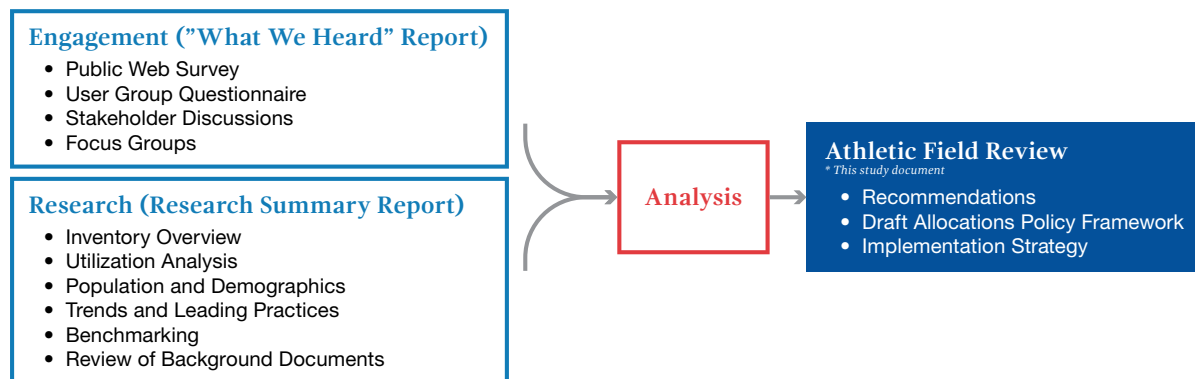 Engagement (”What We Heard” Report)
• Public Web Survey
• User Group Questionnaire
• Stakeholder Discussions
• Focus Groups
Research (Research Summary Report)
• Inventory Overview
• Utilization Analysis
• Population and Demographics
• Trends and Leading Practices
• Benchmarking
• Review of Background Documents
Analysis
Athletic Field Review
* This study document
• Recommendations
• Draft Allocations Policy Framework
• Implementation Strategy